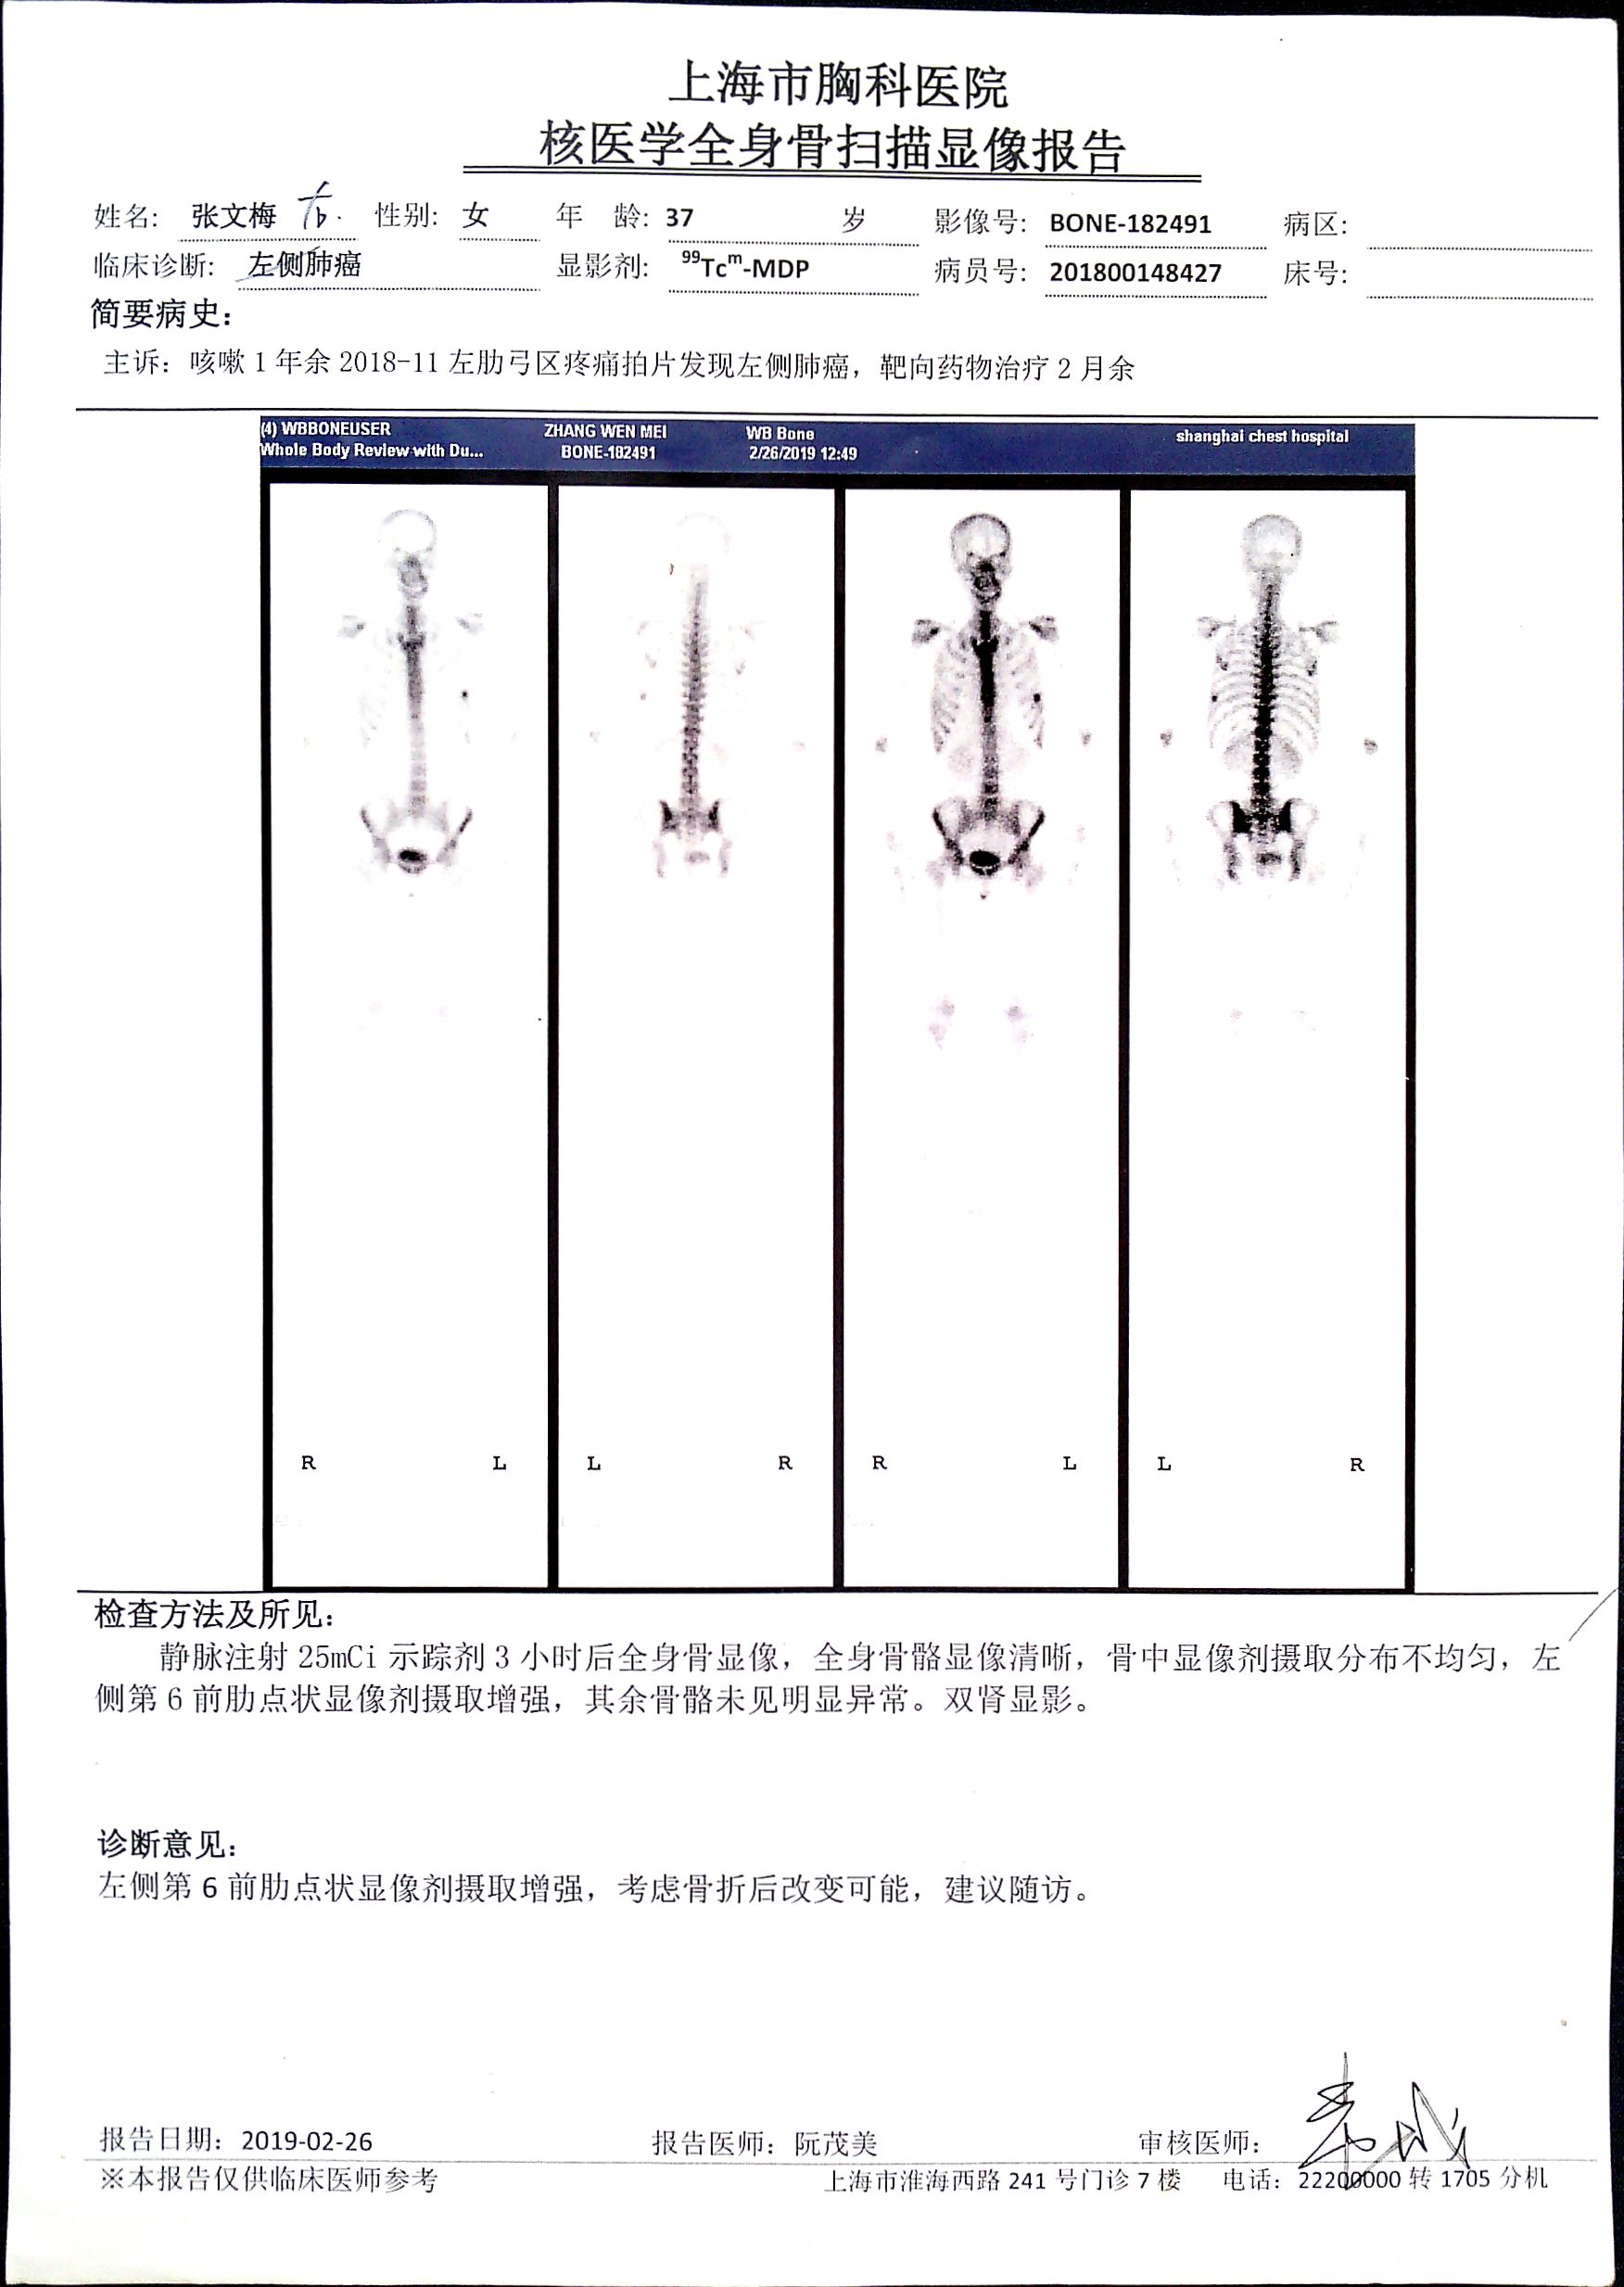 上海市胸科医院
核医学全身骨扫描显像报告
姓名: 张文梅 性别: 女 年 龄: 37 岁 影像号: BONE-182491 病区:
临床诊断: 左侧肺癌 显影剂: ⁹⁹Tcᵐ-MDP 病员号: 201800148427 床号:
简要病史:
主诉: 咳嗽 1 年余 2018-11 左肋弓区疼痛拍片发现左侧肺癌, 靶向药物治疗 2 月余
(4) WBBONEUSER ZHANG WEN MEI WB Bone shanghai chest hospital
Whole Body Review with Du... BONE-182491 2/26/2019 12:49
R L L R R L L R
检查方法及所见:
静脉注射 25mCi 示踪剂 3 小时后全身骨显像, 全身骨骼显像清晰, 骨中显像剂摄取分布不均匀, 左
侧第 6 前肋点状显像剂摄取增强, 其余骨骼未见明显异常。双肾显影。
诊断意见:
左侧第 6 前肋点状显像剂摄取增强, 考虑骨折后改变可能, 建议随访。
报告日期: 2019-02-26 报告医师: 阮茂美 审核医师:
※本报告仅供临床医师参考 上海市淮海西路 241 号门诊 7 楼 电话: 22200000 转 1705 分机